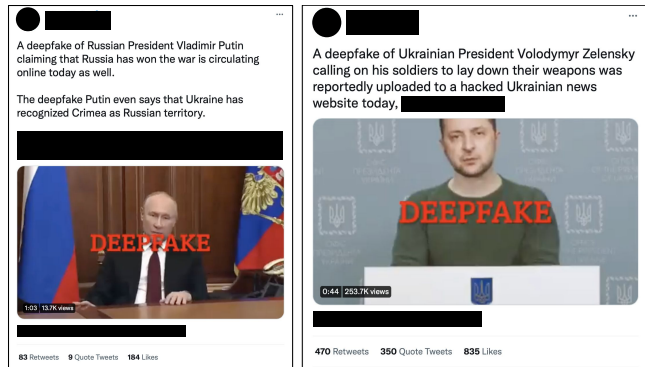 A deepfake of Russian President Vladimir Putin
claiming that Russia has won the war is circulating
online today as well.
The deepfake Putin even says that Ukraine has
recognized Crimea as Russian territory.
DEEPFAKE
1:03 13.7K views
83 Retweets 9 Quote Tweets 184 Likes
A deepfake of Ukrainian President Volodymyr Zelensky
calling on his soldiers to lay down their weapons was
reportedly uploaded to a hacked Ukrainian news
website today,
DEEPFAKE
0:44 253.7K views
470 Retweets 350 Quote Tweets 835 Likes